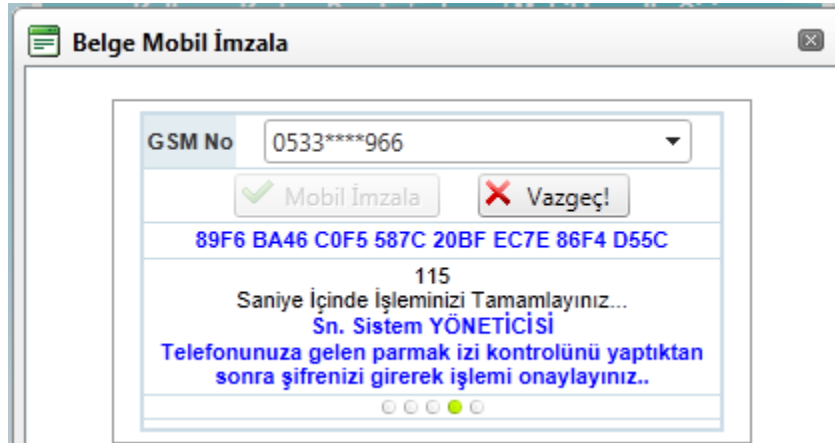 Belge Mobil İmzala
GSM No 0533****966
Mobil İmzala Vazgeç!
89F6 BA46 C0F5 587C 20BF EC7E 86F4 D55C
115
Saniye İçinde İşleminizi Tamamlayınız...
Sn. Sistem YÖNETİCİSİ
Telefonunuza gelen parmak izi kontrolünü yaptıktan
sonra şifrenizi girerek işlemi onaylayınız..